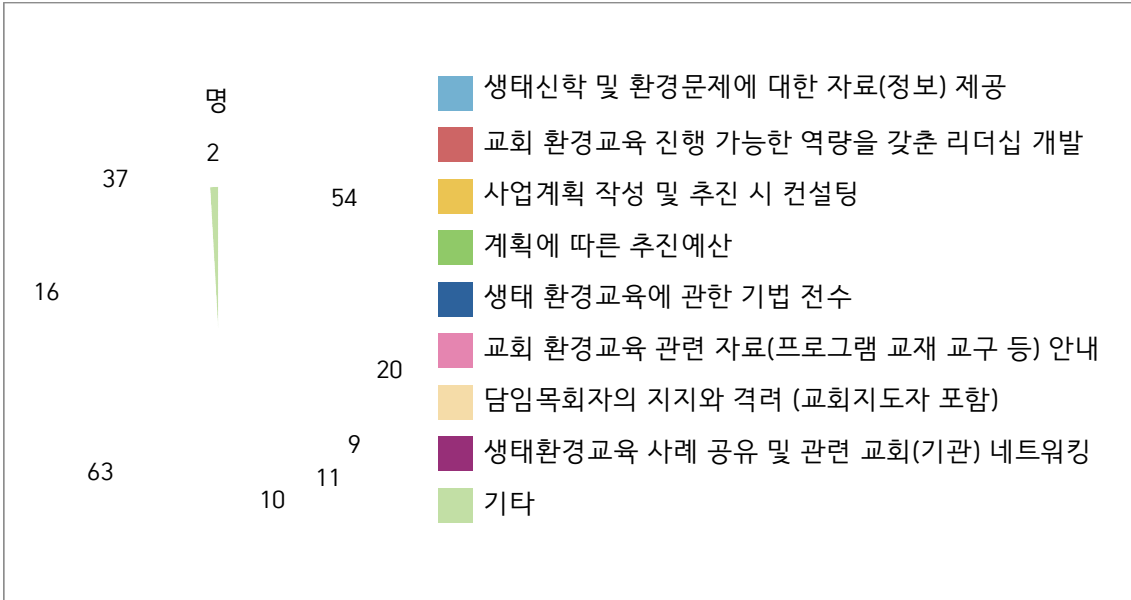 명
2
54
20
9
11
10
63
16
37
생태신학 및 환경문제에 대한 자료(정보) 제공
교회 환경교육 진행 가능한 역량을 갖춘 리더십 개발
사업계획 작성 및 추진 시 컨설팅
계획에 따른 추진예산
생태 환경교육에 관한 기법 전수
교회 환경교육 관련 자료(프로그램 교재 교구 등) 안내
담임목회자의 지지와 격려 (교회지도자 포함)
생태환경교육 사례 공유 및 관련 교회(기관) 네트워킹
기타